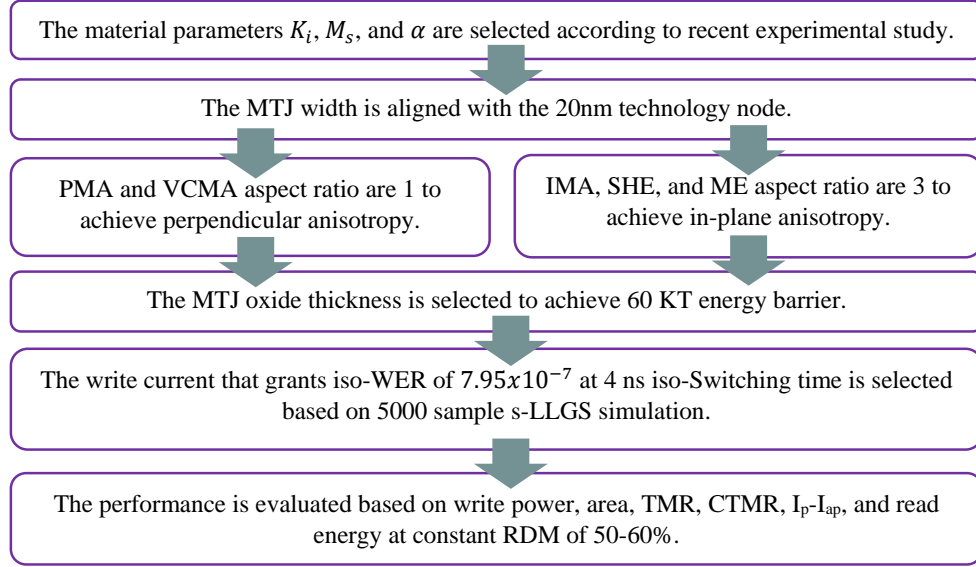 The material parameters 𝐾ᵢ, 𝑀ₛ, and 𝛼 are selected according to recent experimental study.
The MTJ width is aligned with the 20nm technology node.
PMA and VCMA aspect ratio are 1 to
achieve perpendicular anisotropy.
IMA, SHE, and ME aspect ratio are 3 to
achieve in-plane anisotropy.
The MTJ oxide thickness is selected to achieve 60 KT energy barrier.
The write current that grants iso-WER of 7.95𝑥10⁻⁷ at 4 ns iso-Switching time is selected
based on 5000 sample s-LLGS simulation.
The performance is evaluated based on write power, area, TMR, CTMR, Iₚ-Iₐₚ, and read
energy at constant RDM of 50-60%.